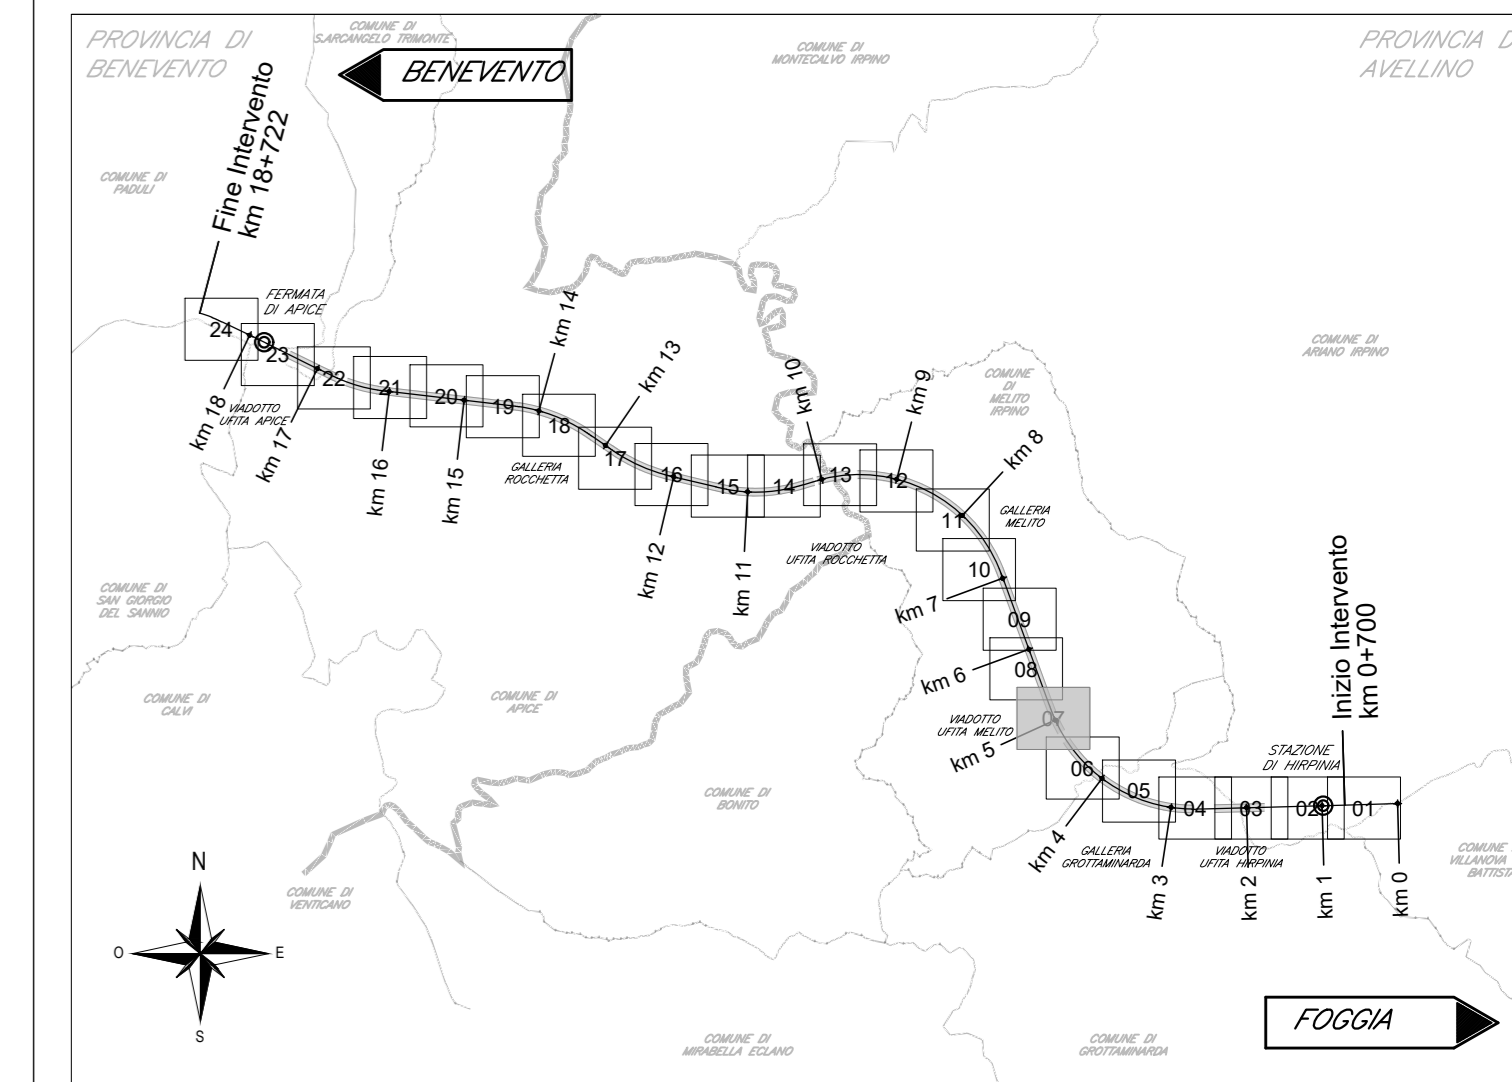 PROVINCIA DI
BENEVENTO
COMUNE DI
S.ARCANGELO TRIMONTE
BENEVENTO
COMUNE DI
MONTECALVO IRPINO
PROVINCIA D
AVELLINO
Fine Intervento
km 18+722
COMUNE DI
PADULI
FERMATA
DI APICE
24
23
22
21
20
19
18
17
16
15
14
13
12
11
10
09
08
07
06
05
04
03
02
01
km 18
km 17
km 16
km 15
km 14
km 13
km 12
km 11
km 10
km 9
km 8
km 7
km 6
km 5
km 4
km 3
km 2
km 1
km 0
VIADOTTO
UFITA APICE
GALLERIA
ROCCHETTA
VIADOTTO
UFITA ROCCHETTA
GALLERIA
MELITO
COMUNE
DI
MELITO
IRPINO
COMUNE DI
ARIANO IRPINO
VIADOTTO
UFITA MELITO
GALLERIA
GROTTAMINARDA
VIADOTTO
UFITA HIRPINIA
STAZIONE
DI HIRPINIA
Inizio Intervento
km 0+700
COMUNE DI
SAN GIORGIO
DEL SANNIO
COMUNE DI
CALVI
COMUNE DI
APICE
COMUNE DI
BONITO
COMUNE DI
VENTICANO
COMUNE
VILLANOVA
BATTISTA
N
O
E
S
COMUNE DI
MIRABELLA ECLANO
COMUNE DI
GROTTAMINARDA
FOGGIA